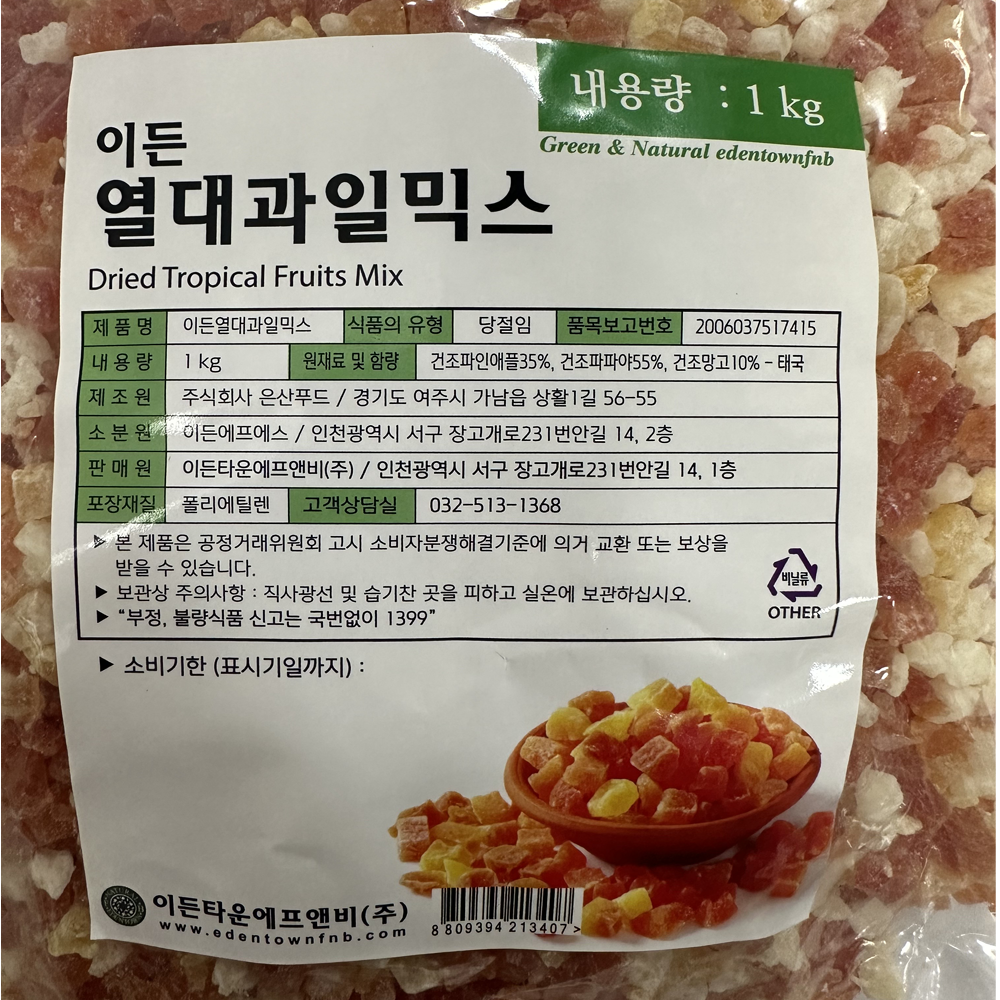 내용량 : 1 kg
Green & Natural edentownfnb
이든
열대과일믹스
Dried Tropical Fruits Mix
제품명 이든열대과일믹스 식품의 유형 당절임 품목보고번호 2006037517415
내용량 1 kg 원재료 및 함량 건조파인애플35%, 건조파파야55%, 건조망고10% - 태국
제조원 주식회사 은산푸드 / 경기도 여주시 가남읍 상활1길 56-55
소분원 이든에프에스 / 인천광역시 서구 장고개로231번안길 14, 2층
판매원 이든타운에프앤비(주) / 인천광역시 서구 장고개로231번안길 14, 1층
포장재질 폴리에틸렌 고객상담실 032-513-1368
▶ 본 제품은 공정거래위원회 고시 소비자분쟁해결기준에 의거 교환 또는 보상을
받을 수 있습니다.
▶ 보관상 주의사항 : 직사광선 및 습기찬 곳을 피하고 실온에 보관하십시오.
▶ “부정, 불량식품 신고는 국번없이 1399”
비닐류
OTHER
▶ 소비기한 (표시기일까지) :
이든타운에프앤비(주)
www.edentownfnb.com
8 809394 213407 >